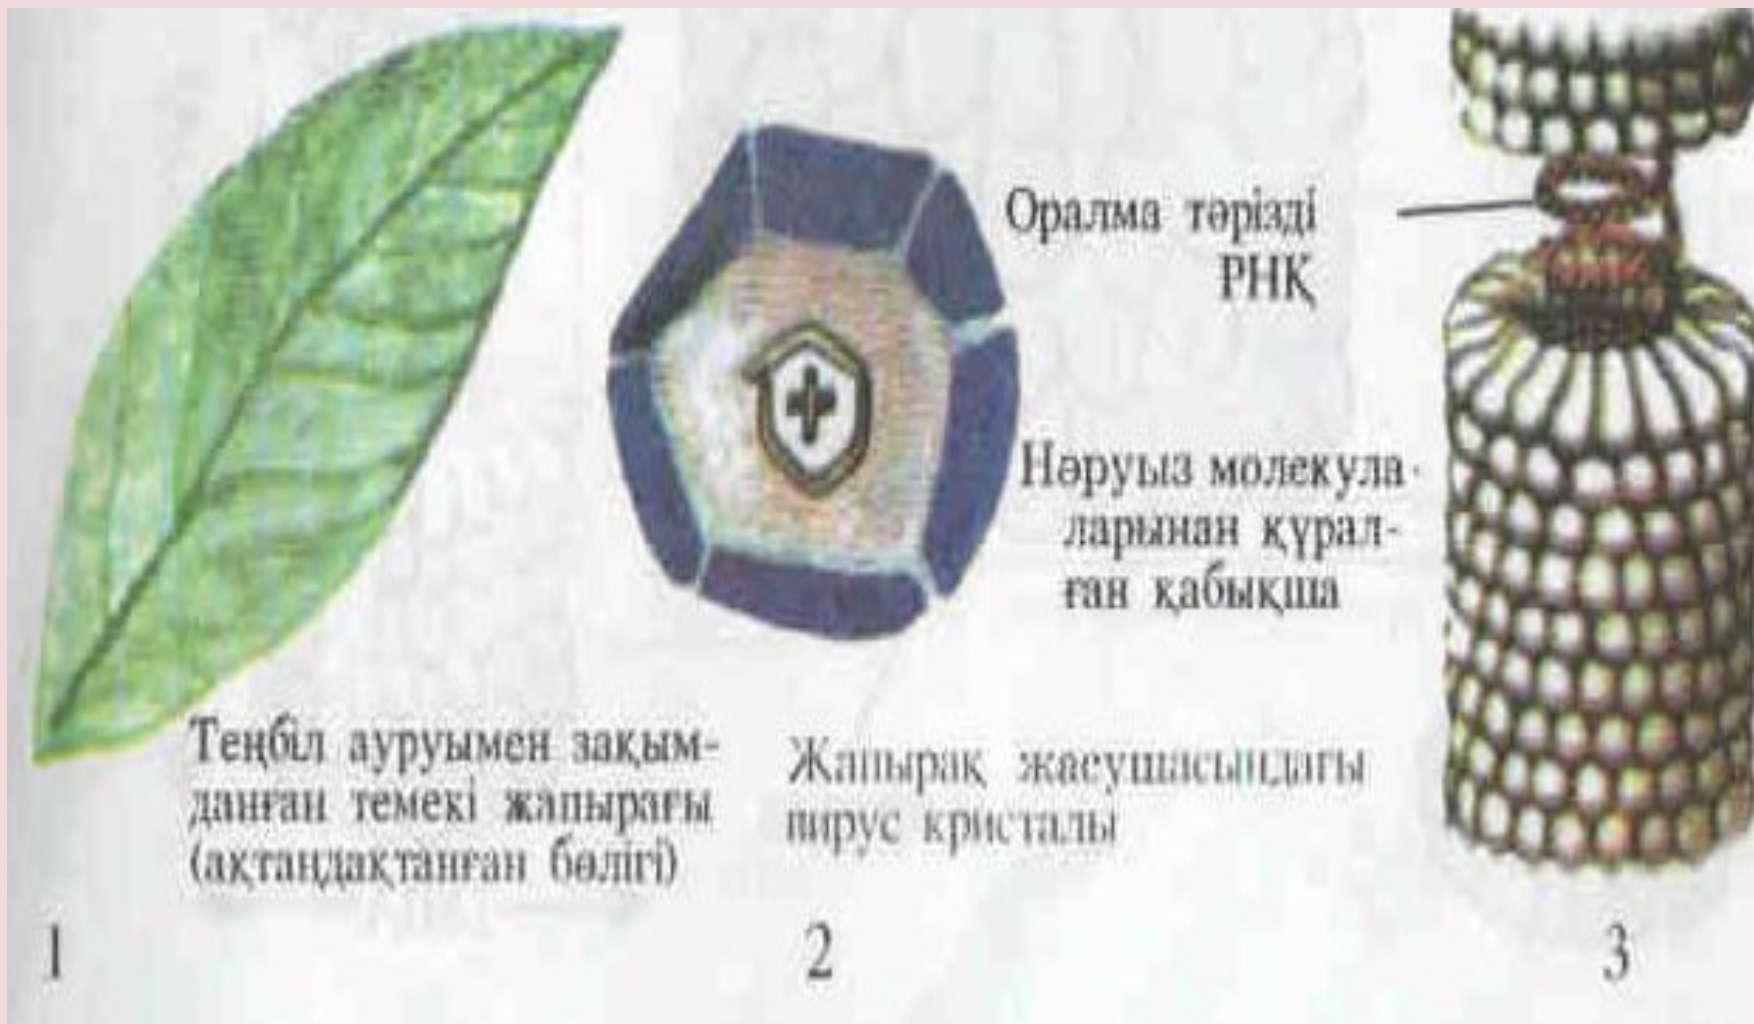 Оралма тәрізді
РНҚ
Нәруыз молекула-
ларынан құрал-
ған қабықша
Теңбіл ауруымен зақым-
данған темекі жапырағы
(ақтаңдақтанған бөлігі)
Жапырақ жасушасындағы
вирус кристалы
1
2
3